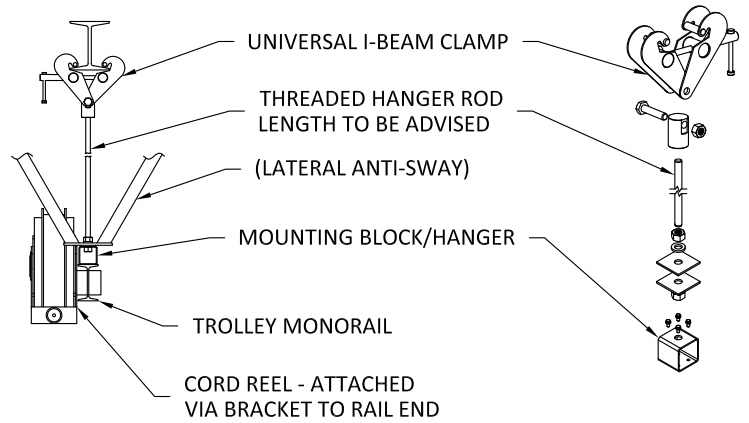 UNIVERSAL I-BEAM CLAMP
THREADED HANGER ROD
LENGTH TO BE ADVISED
(LATERAL ANTI-SWAY)
MOUNTING BLOCK/HANGER
TROLLEY MONORAIL
CORD REEL - ATTACHED
VIA BRACKET TO RAIL END